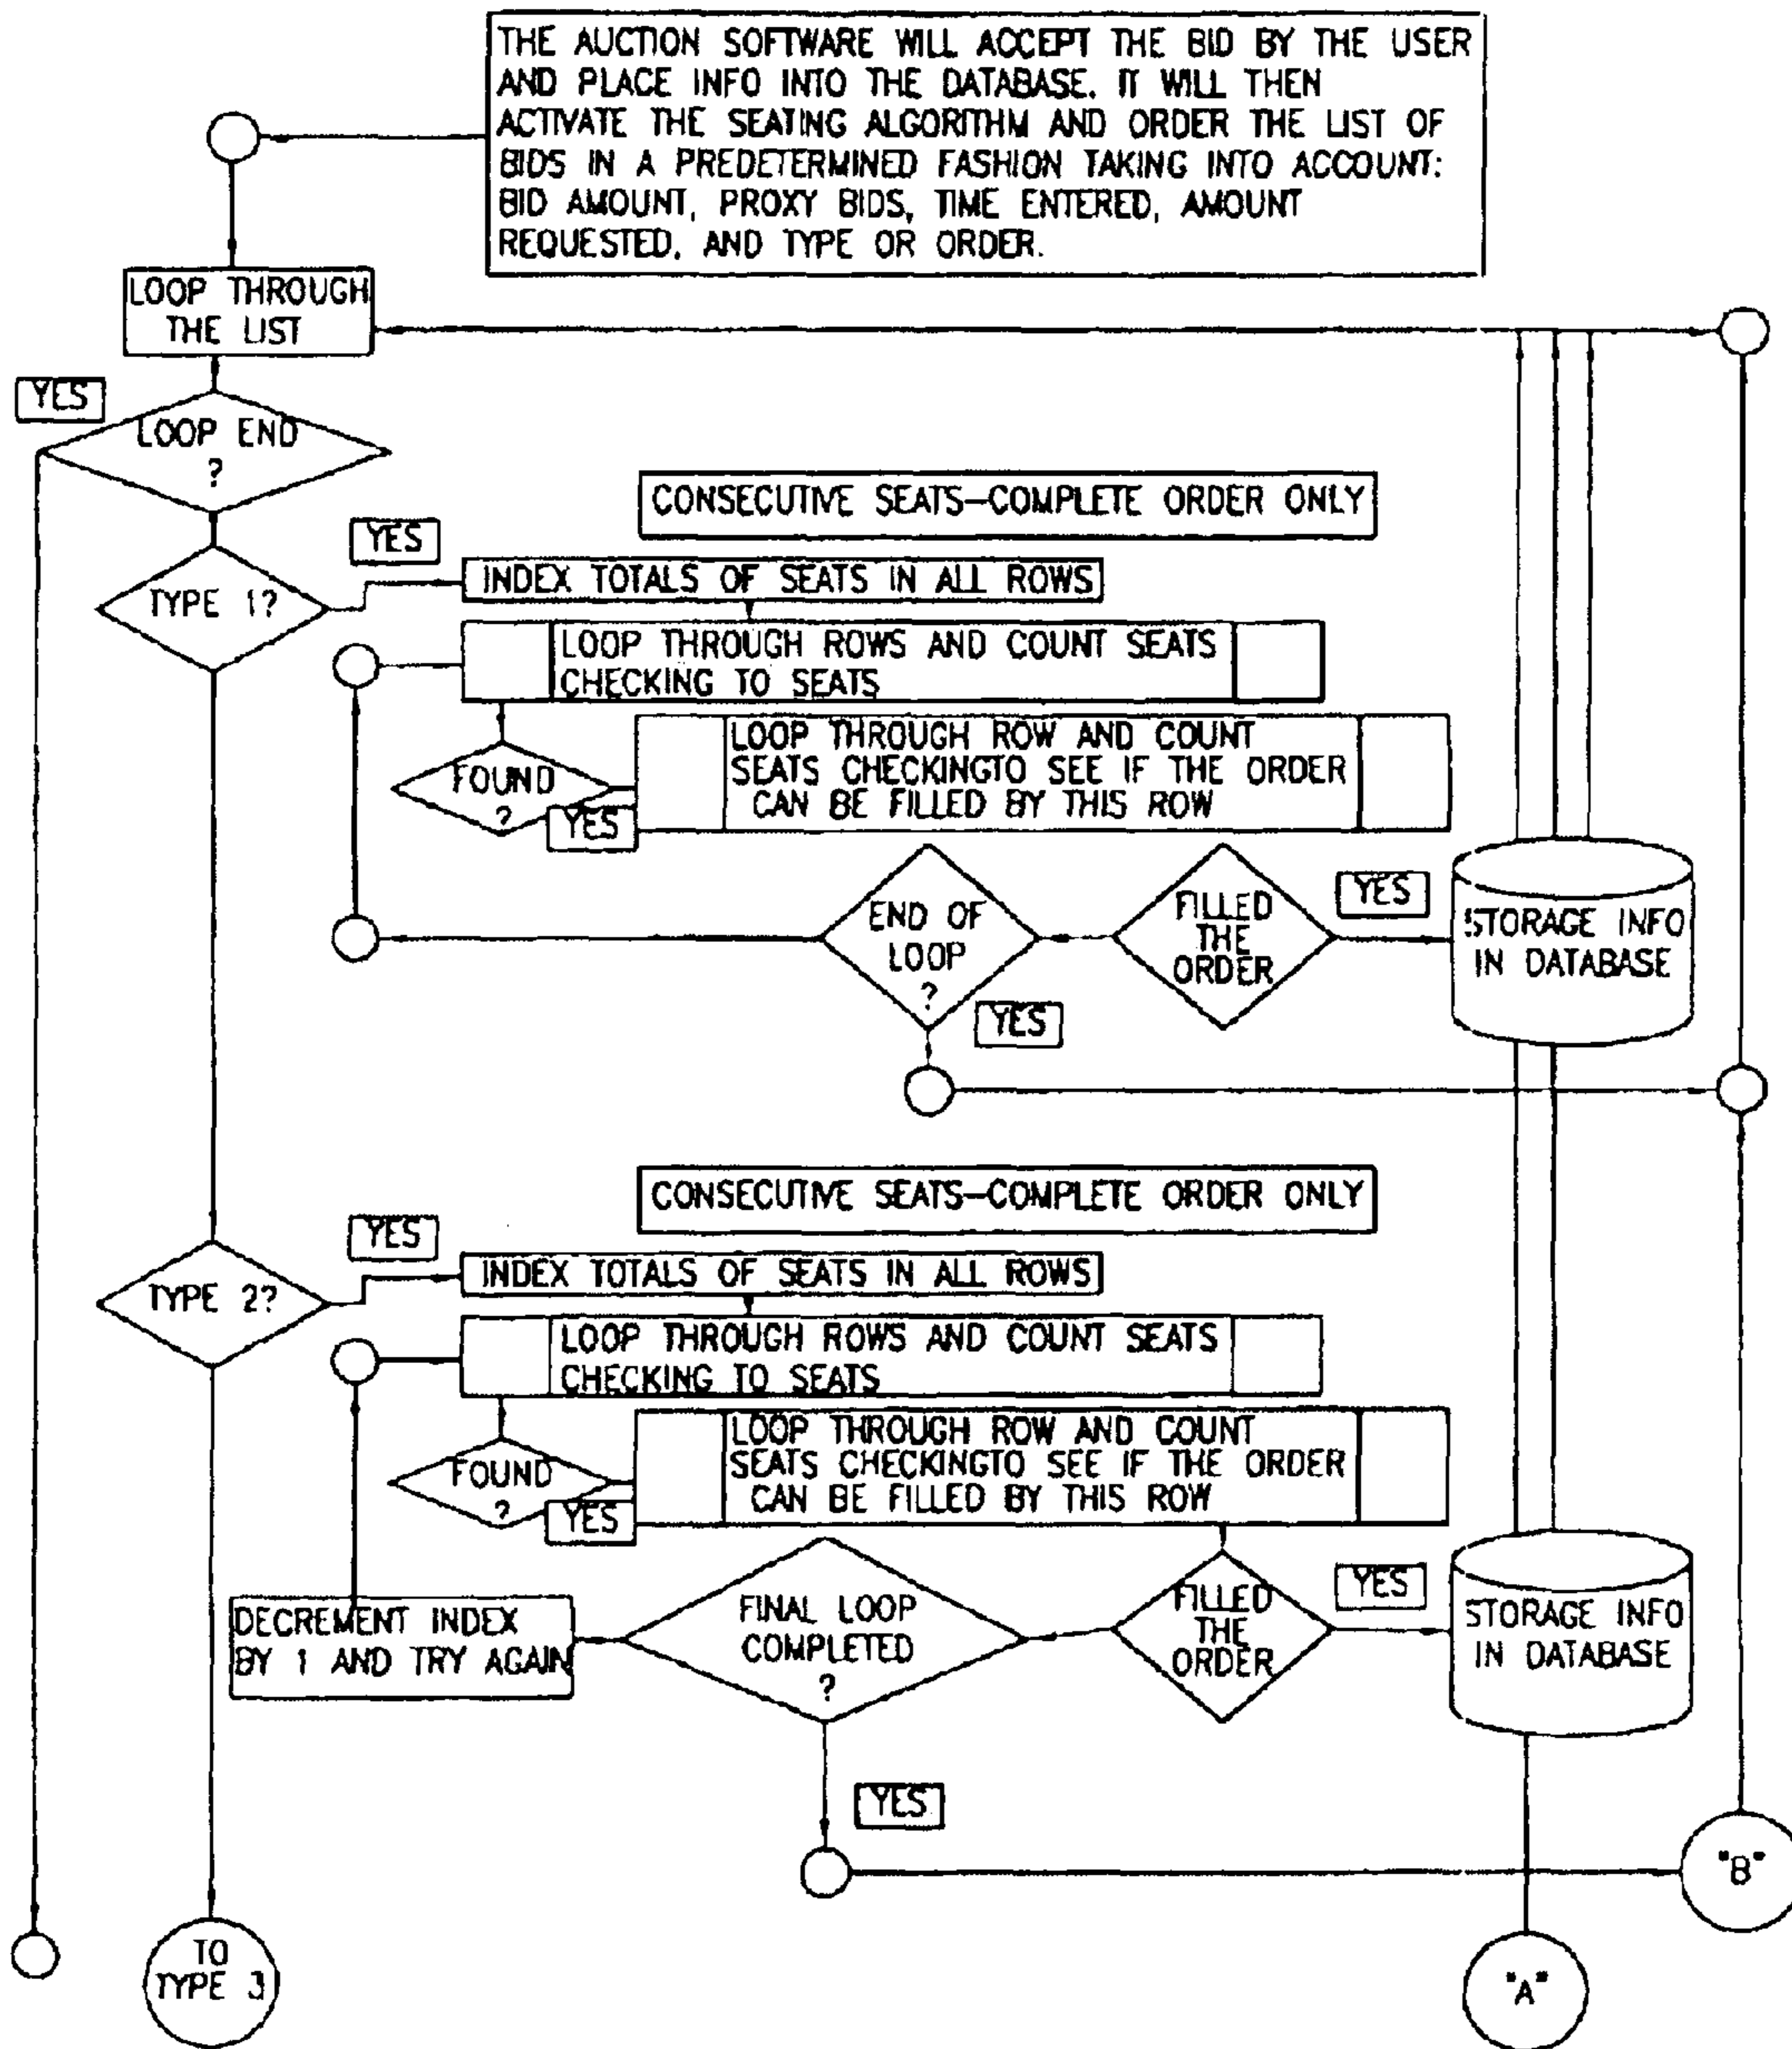 THE AUCTION SOFTWARE WILL ACCEPT THE BID BY THE USER
AND PLACE INFO INTO THE DATABASE. IT WILL THEN
ACTIVATE THE SEATING ALGORITHM AND ORDER THE LIST OF
BIDS IN A PREDETERMINED FASHION TAKING INTO ACCOUNT:
BID AMOUNT, PROXY BIDS, TIME ENTERED, AMOUNT
REQUESTED, AND TYPE OR ORDER.
LOOP THROUGH
THE LIST
YES
LOOP END
?
CONSECUTIVE SEATS—COMPLETE ORDER ONLY
YES
TYPE 1?
INDEX TOTALS OF SEATS IN ALL ROWS
LOOP THROUGH ROWS AND COUNT SEATS
CHECKING TO SEATS
FOUND
?
YES
LOOP THROUGH ROW AND COUNT
SEATS CHECKINGTO SEE IF THE ORDER
CAN BE FILLED BY THIS ROW
END OF
LOOP
?
YES
FILLED
THE
ORDER
YES
STORAGE INFO
IN DATABASE
CONSECUTIVE SEATS—COMPLETE ORDER ONLY
YES
TYPE 2?
INDEX TOTALS OF SEATS IN ALL ROWS
LOOP THROUGH ROWS AND COUNT SEATS
CHECKING TO SEATS
FOUND
?
YES
LOOP THROUGH ROW AND COUNT
SEATS CHECKINGTO SEE IF THE ORDER
CAN BE FILLED BY THIS ROW
DECREMENT INDEX
BY 1 AND TRY AGAIN
FINAL LOOP
COMPLETED
?
YES
FILLED
THE
ORDER
YES
STORAGE INFO
IN DATABASE
"B"
TO
TYPE 3
"A"